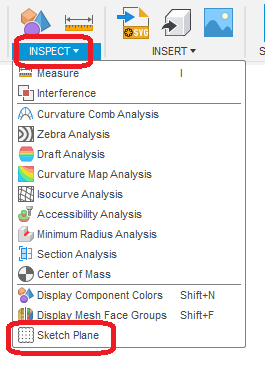 SVG
INSPECT
INSERT
S
Measure I
Interference
Curvature Comb Analysis
Zebra Analysis
Draft Analysis
Curvature Map Analysis
Isocurve Analysis
Accessibility Analysis
Minimum Radius Analysis
Section Analysis
Center of Mass
Display Component Colors Shift+N
Display Mesh Face Groups Shift+F
Sketch Plane